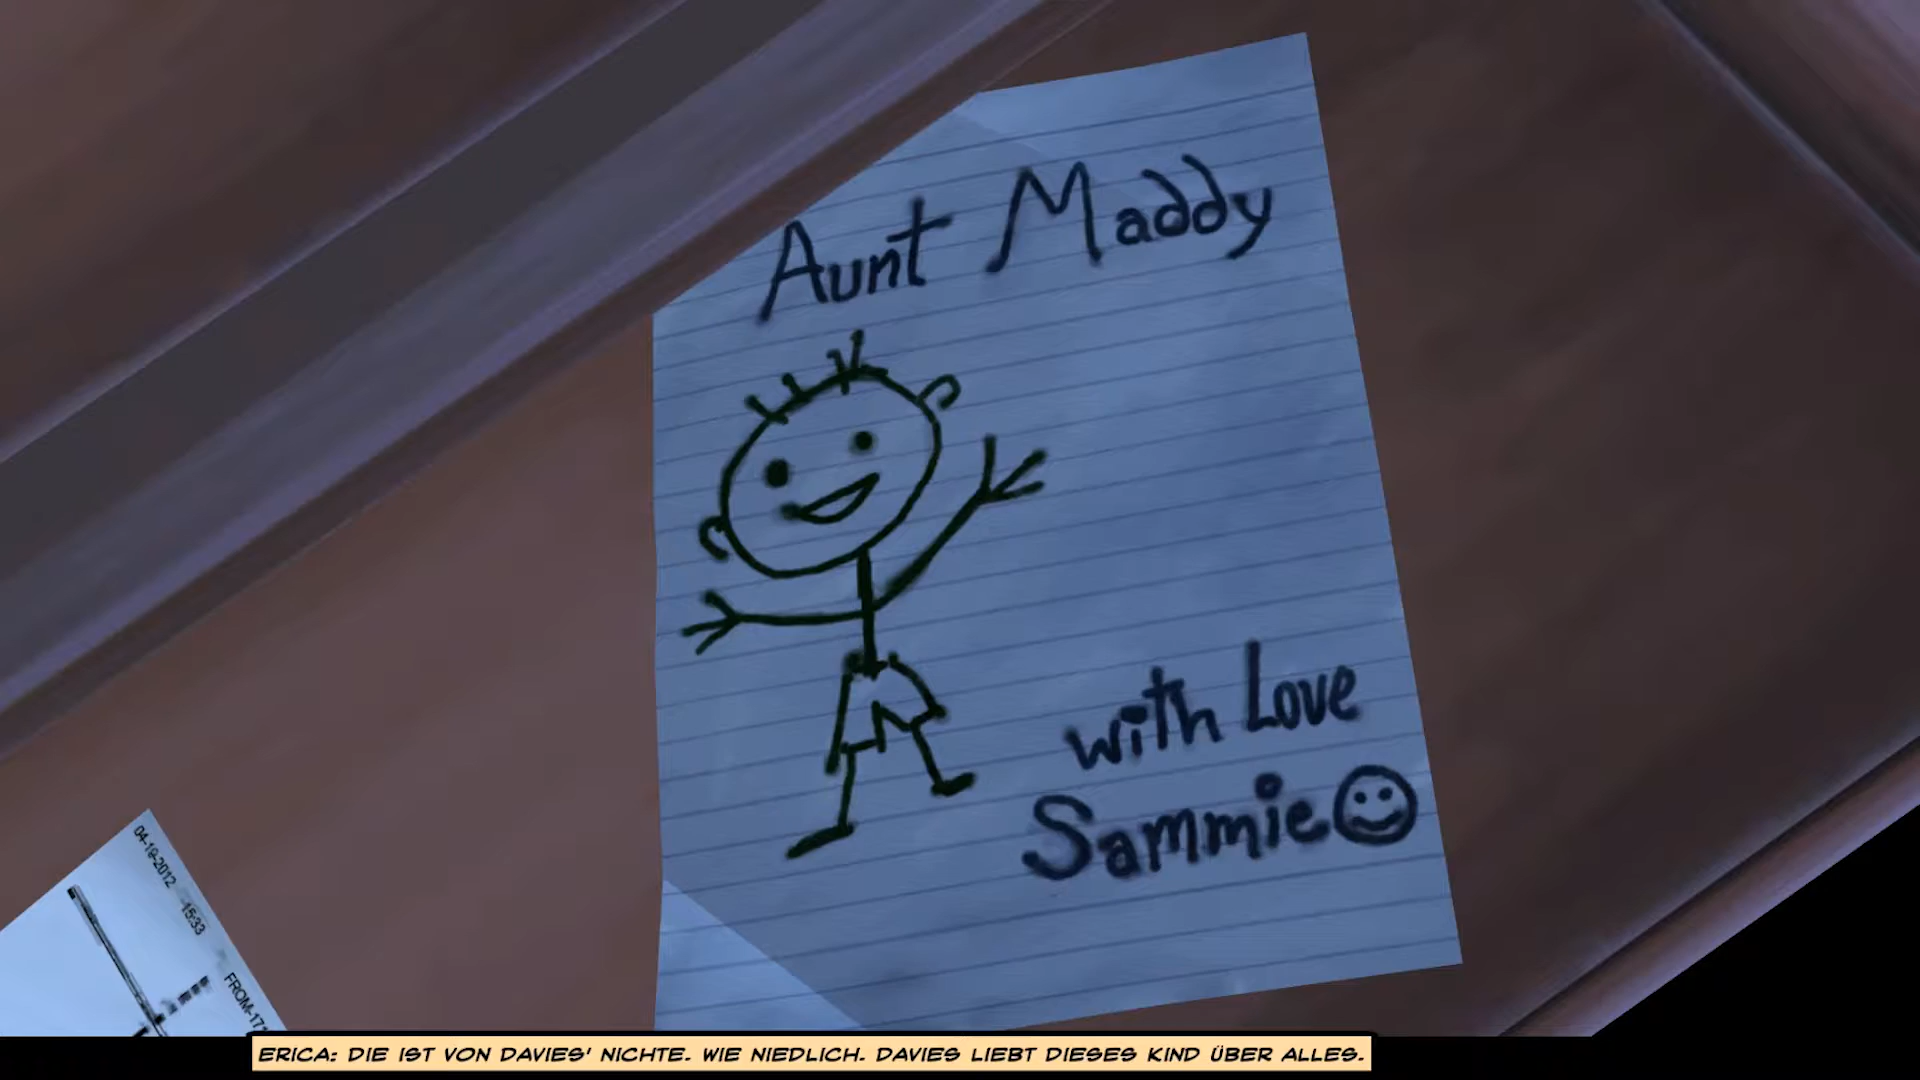 Aunt Maddy
with Love
Sammie
04-19-2012 15:33
ERICA: DIE IST VON DAVIES' NICHTE. WIE NIEDLICH. DAVIES LIEBT DIESES KIND ÜBER ALLES.